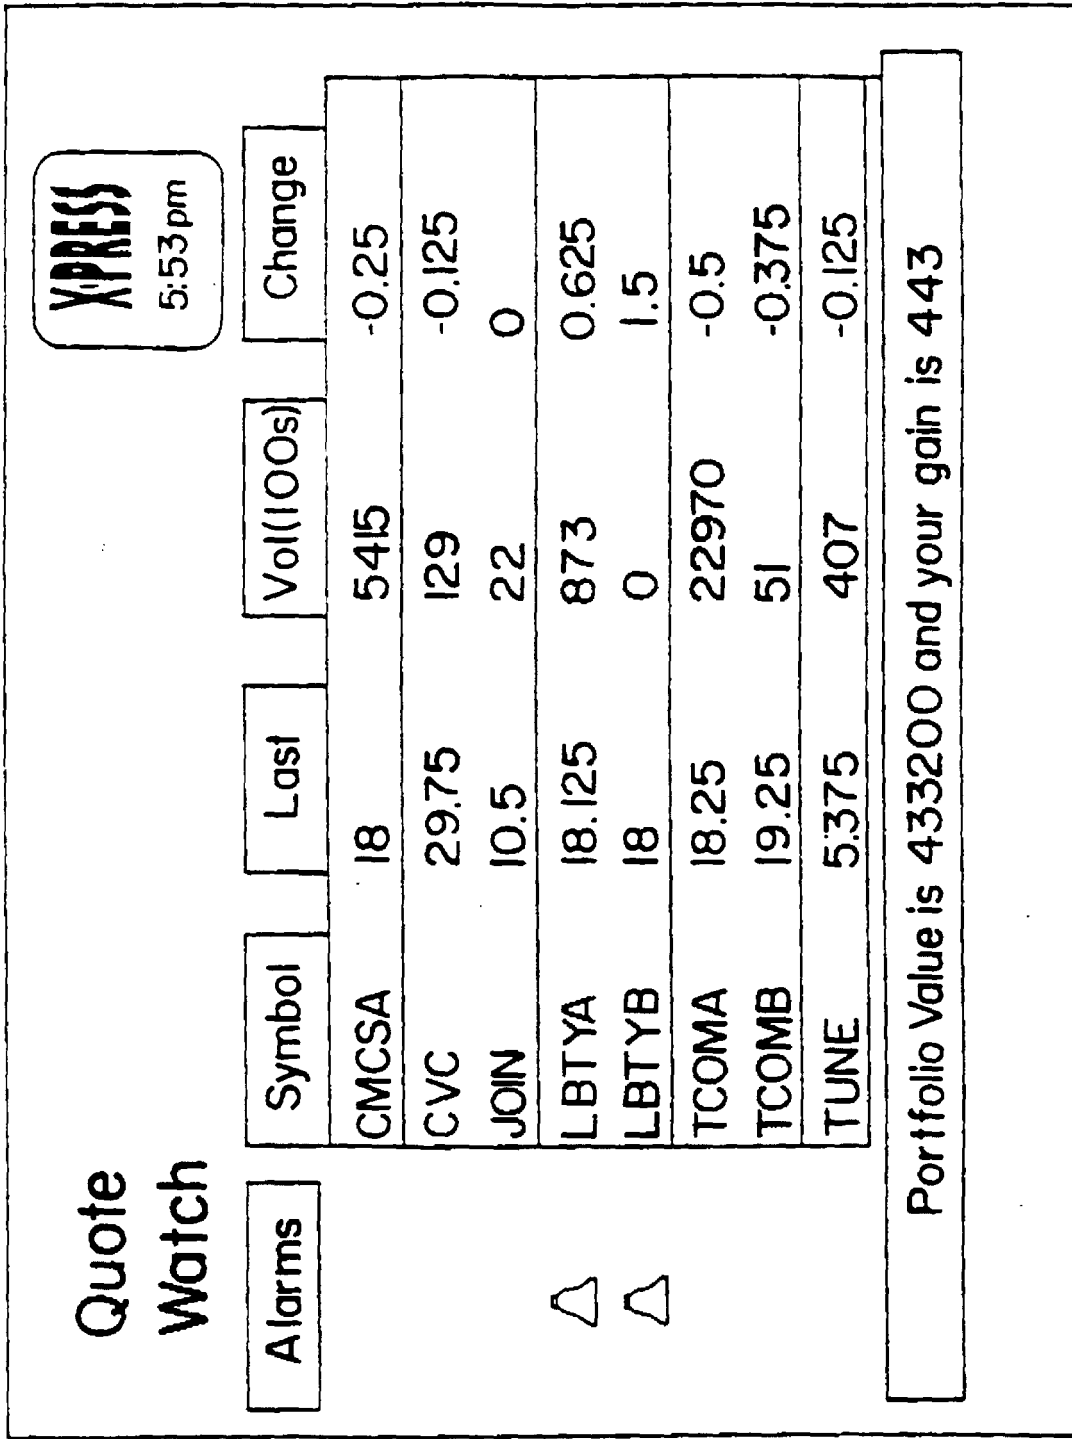 Quote
Watch
X·PRESS
5:53pm
Alarms Symbol Last Vol(100s) Change
CMCSA 18 5415 -0.25
CVC 29.75 129 -0.125
JOIN 10.5 22 0
LBTYA 18.125 873 0.625
LBTYB 18 0 1.5
TCOMA 18.25 22970 -0.5
TCOMB 19.25 51 -0.375
TUNE 5.375 407 -0.125
Portfolio Value is 433200 and your gain is 443